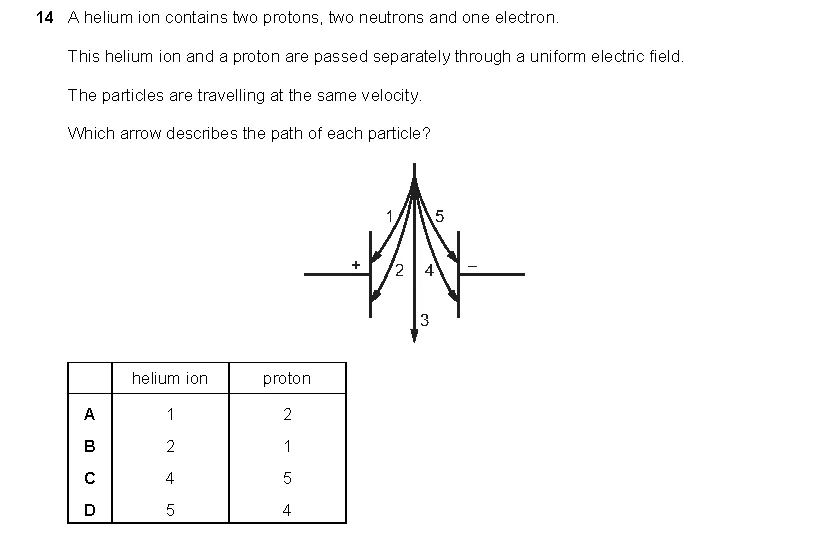 14 A helium ion contains two protons, two neutrons and one electron.
This helium ion and a proton are passed separately through a uniform electric field.
The particles are travelling at the same velocity.
Which arrow describes the path of each particle?
1 5
+ 2 4 –
3
helium ion proton
A 1 2
B 2 1
C 4 5
D 5 4